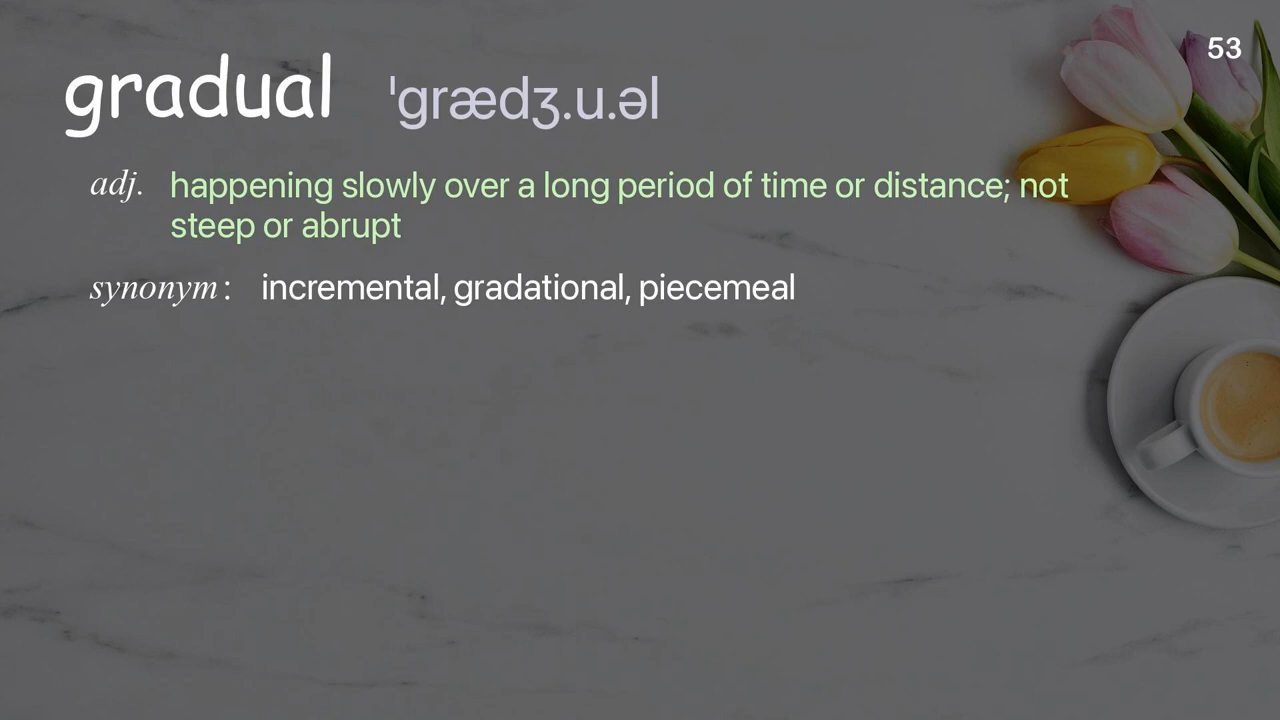 53
gradual ˈɡrædʒ.u.əl
adj. happening slowly over a long period of time or distance; not
steep or abrupt
synonym : incremental, gradational, piecemeal